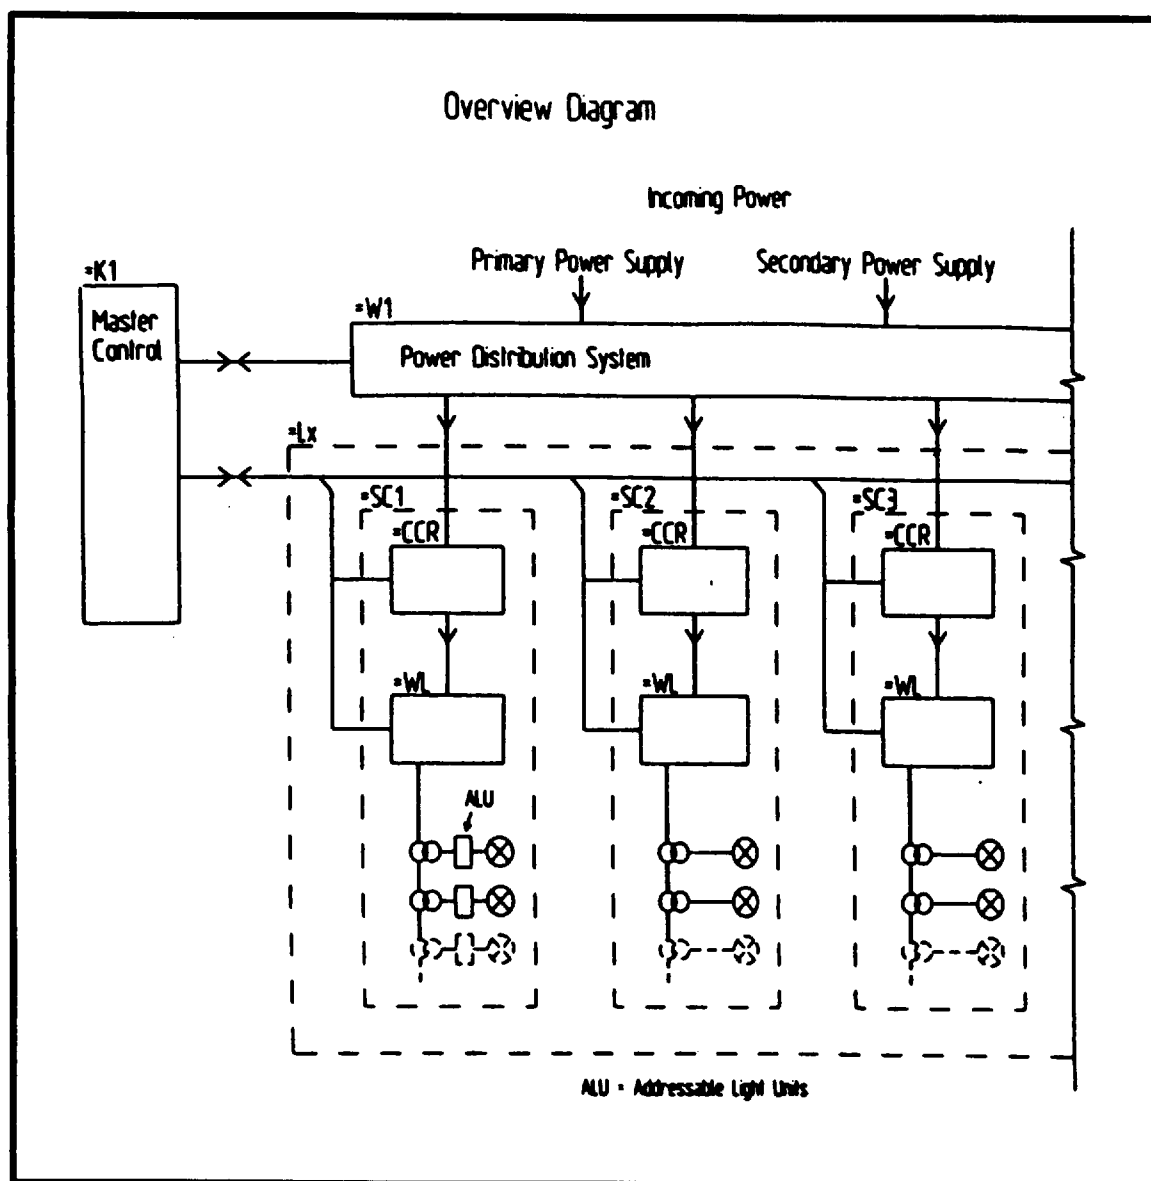 Overview Diagram
Incoming Power
Primary Power Supply
Secondary Power Supply
=K1
Master
Control
=W1
Power Distribution System
=Lx
=SC1
=SC2
=SC3
=CCR
=CCR
=CCR
=WL
=WL
=WL
ALU
ALU = Addressable Light Units